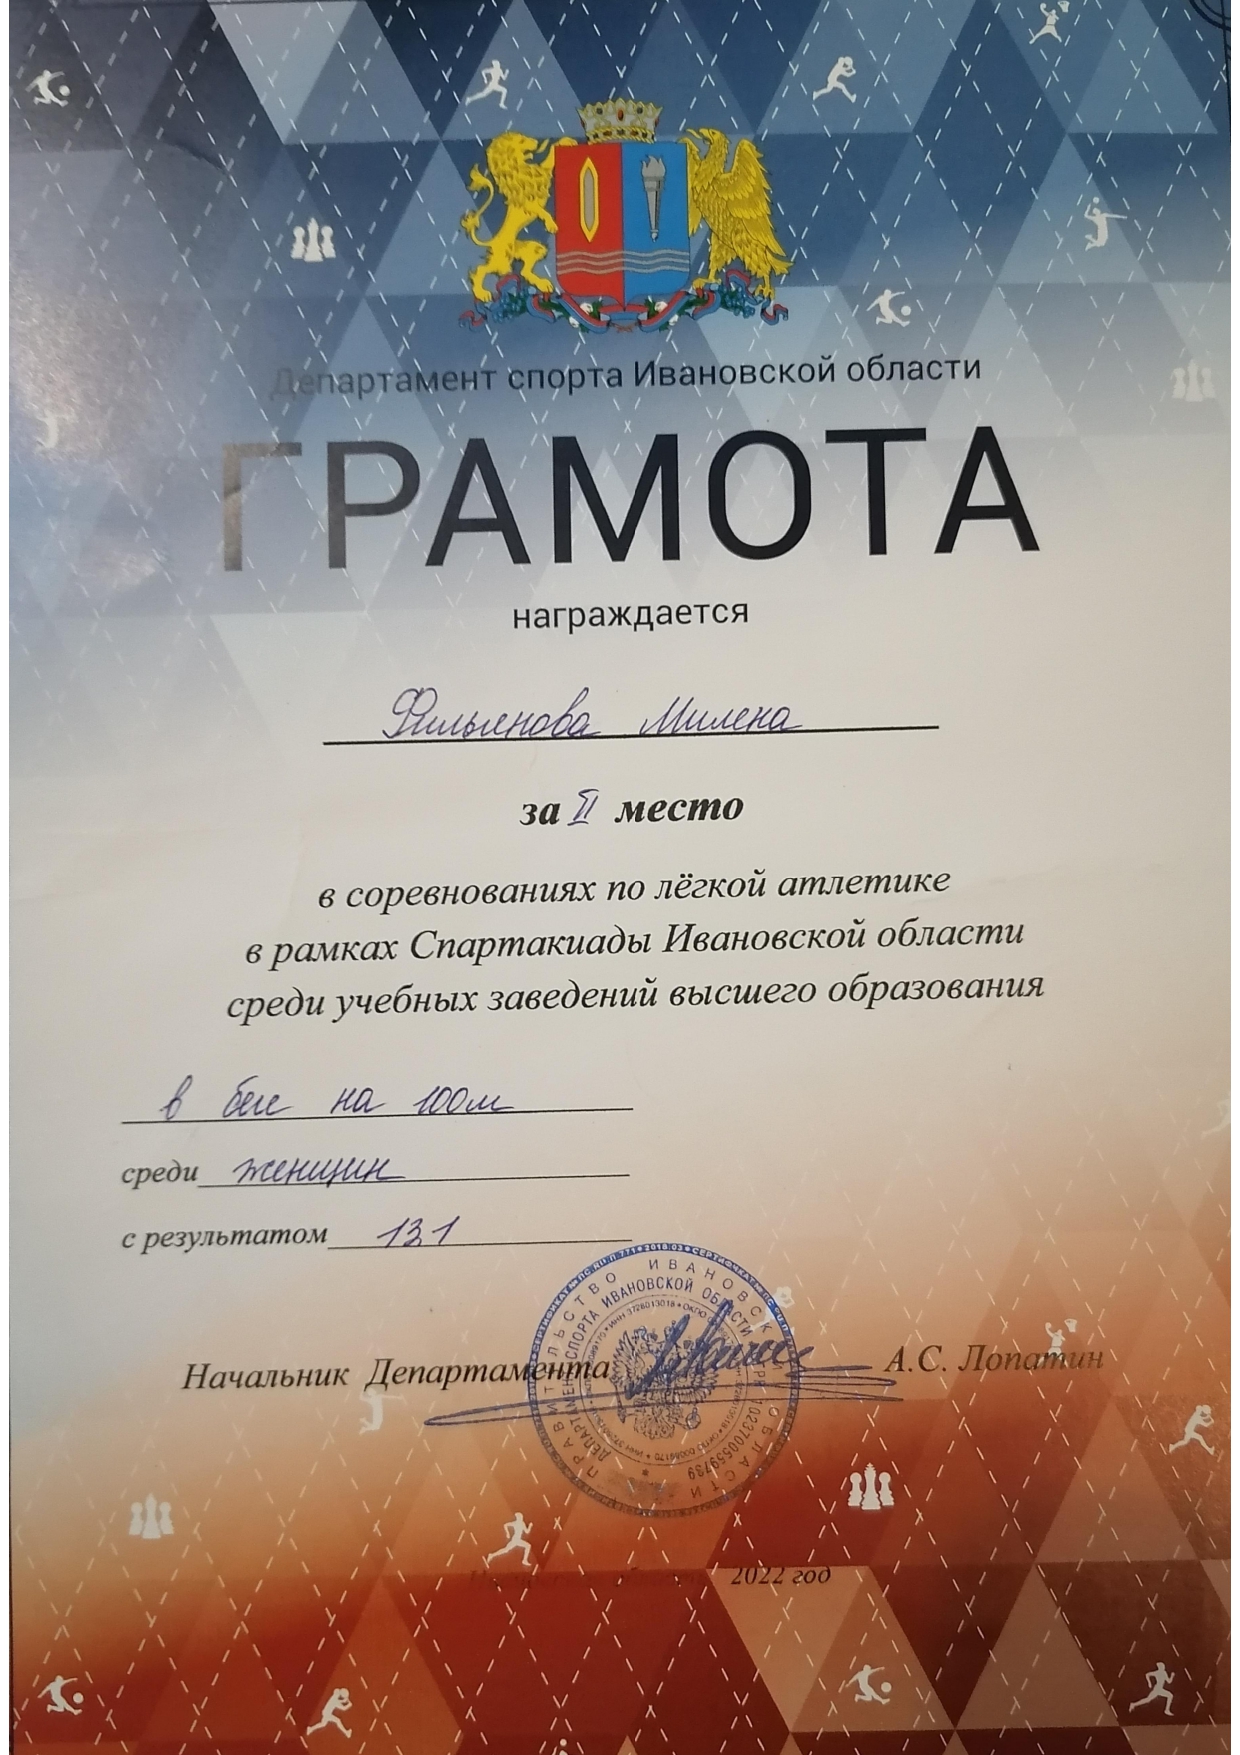 Департамент спорта Ивановской области
ГРАМОТА
награждается
Фильенова Милена
за II место
в соревнованиях по лёгкой атлетике
в рамках Спартакиады Ивановской области
среди учебных заведений высшего образования
в беге на 100м
среди женщин
с результатом 13,1
Начальник Департамента А.С. Лопатин
ПРАВИТЕЛЬСТВО ИВАНОВСКОЙ ОБЛАСТИ
ДЕПАРТАМЕНТ СПОРТА ИВАНОВСКОЙ ОБЛАСТИ
1023700559739
2022 год